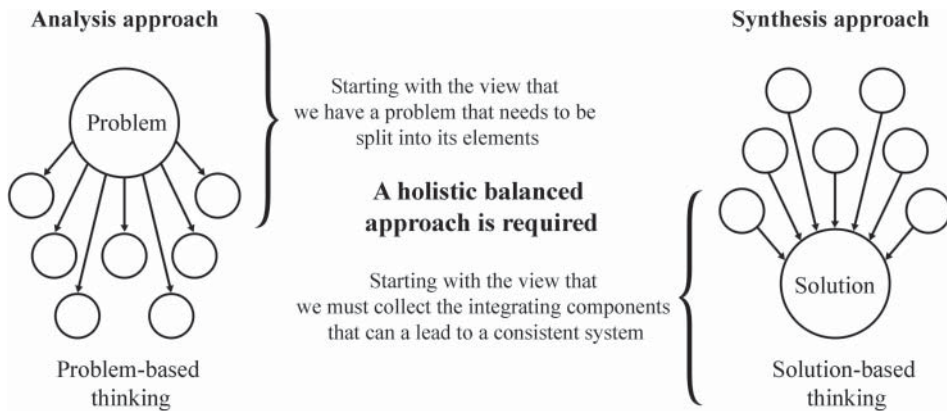 Analysis approach
Problem
Problem-based
thinking
Starting with the view that
we have a problem that needs to be
split into its elements
A holistic balanced
approach is required
Starting with the view that
we must collect the integrating components
that can a lead to a consistent system
Synthesis approach
Solution
Solution-based
thinking